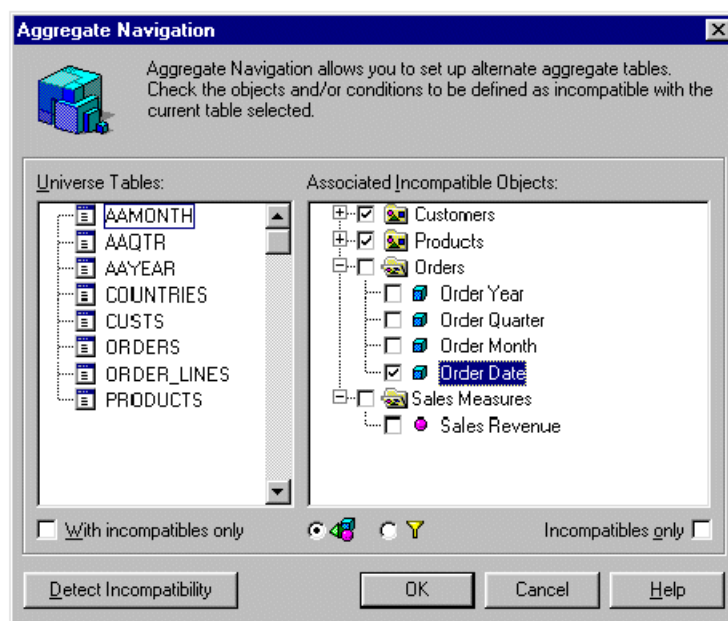 Aggregate Navigation
Aggregate Navigation allows you to set up alternate aggregate tables.
Check the objects and/or conditions to be defined as incompatible with the
current table selected.
Universe Tables:
AAMONTH
AAQTR
AAYEAR
COUNTRIES
CUSTS
ORDERS
ORDER_LINES
PRODUCTS
With incompatibles only
Associated Incompatible Objects:
Customers
Products
Orders
Order Year
Order Quarter
Order Month
Order Date
Sales Measures
Sales Revenue
Incompatibles only
Detect Incompatibility
OK
Cancel
Help